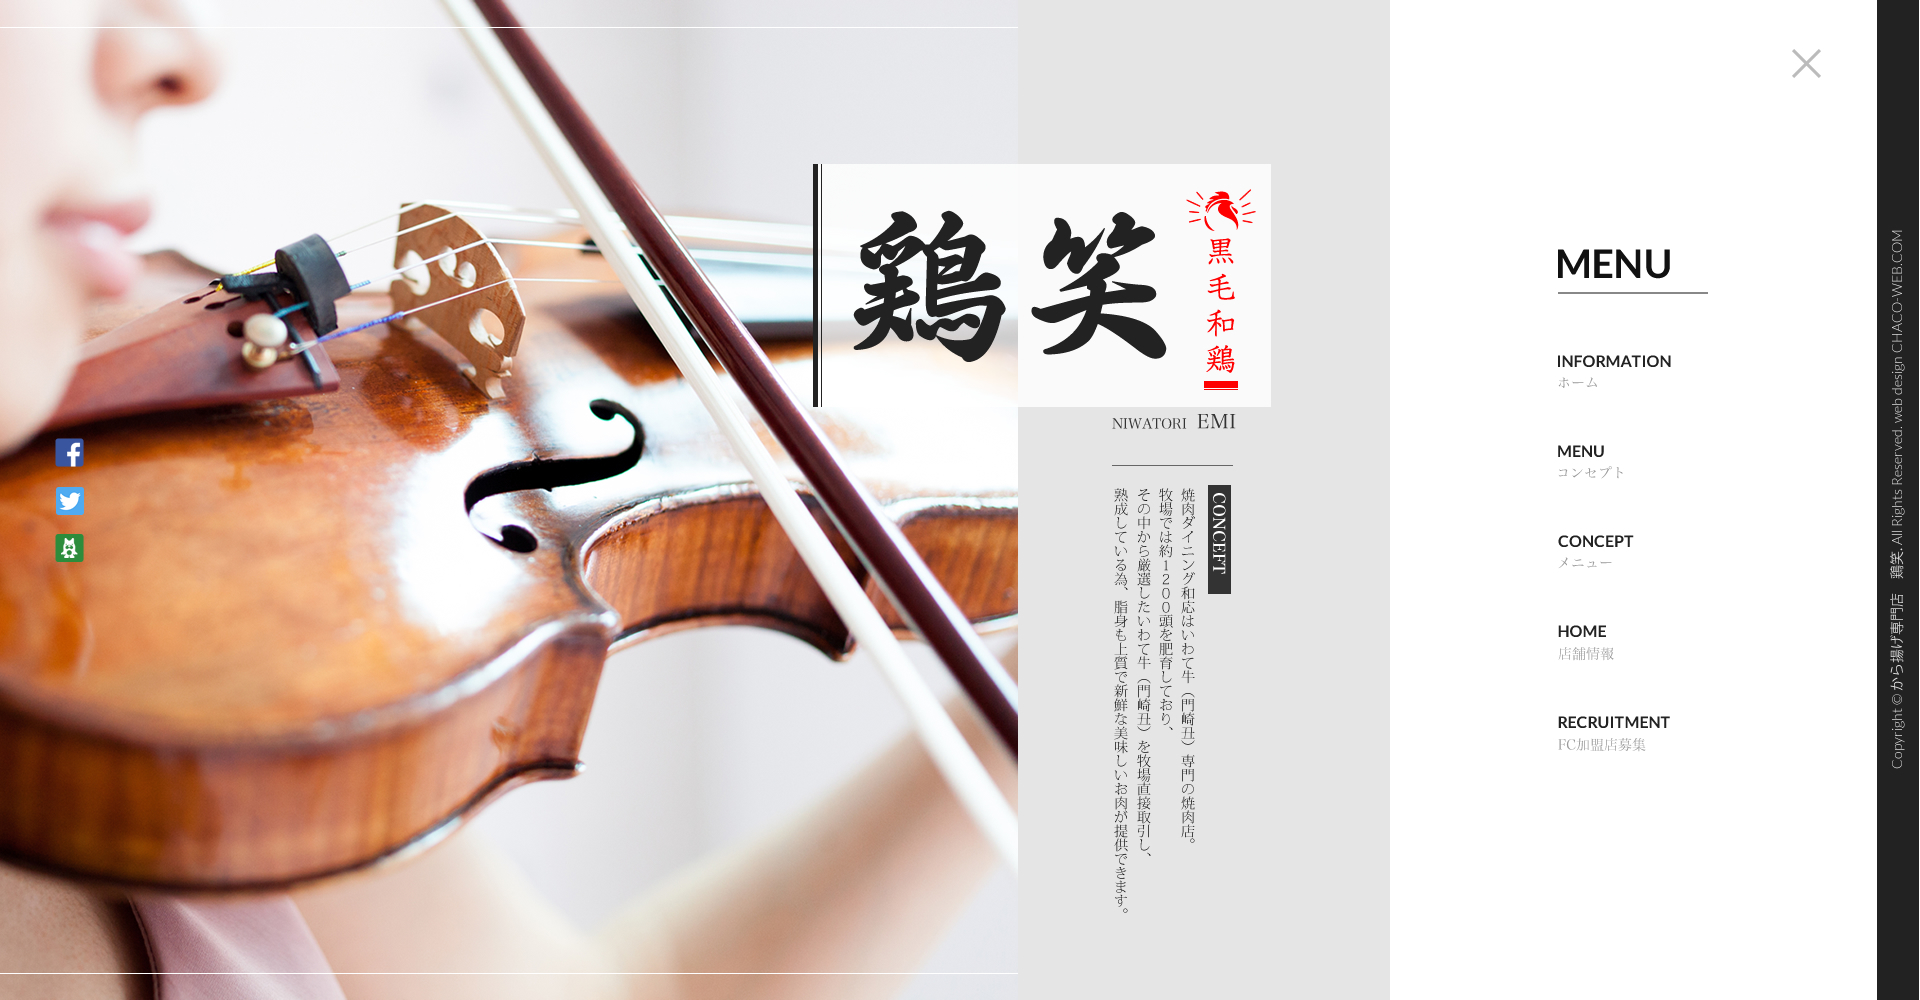 鶏笑
黒毛和鶏
NIWATORI EMI
CONCEFT
焼肉ダイニング和応はいわて牛（門崎丑）専門の焼肉店。
牧場では約１２００頭を肥育しており、
その中から厳選したいわて牛（門崎丑）を牧場直接取引し、
熟成している為、脂身も上質で新鮮な美味しいお肉が提供できます。
MENU
INFORMATION
ホーム
MENU
コンセプト
CONCEPT
メニュー
HOME
店舗情報
RECRUITMENT
FC加盟店募集
Copyright © から揚げ専門店　鶏笑. All Rights Reserved. web design CHACO-WEB.COM